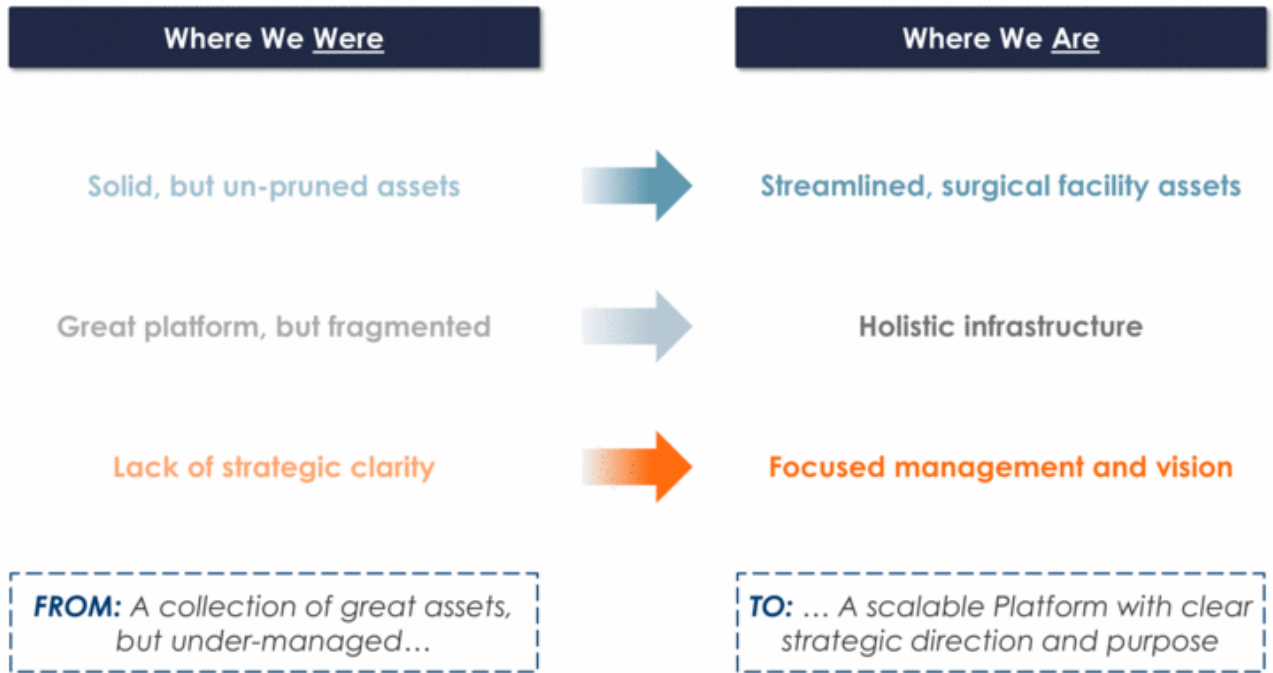 Where We Were
Where We Are
Solid, but un-pruned assets
Streamlined, surgical facility assets
Great platform, but fragmented
Holistic infrastructure
Lack of strategic clarity
Focused management and vision
FROM: A collection of great assets,
but under-managed…
TO: … A scalable Platform with clear
strategic direction and purpose